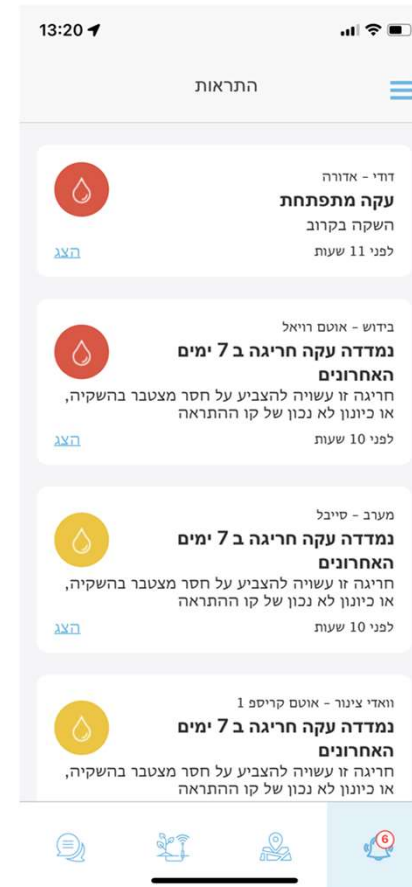 13:20
התראות
דודי - אדורה
עקה מתפתחת
השקה בקרוב
לפני 11 שעות
הצג
בידוש - אוטם רויאל
נמדדה עקה חריגה ב 7 ימים
האחרונים
חריגה זו עשויה להצביע על חסר מצטבר בהשקיה,
או כיונון לא נכון של קו ההתראה
לפני 10 שעות
הצג
מערב - סייבל
נמדדה עקה חריגה ב 7 ימים
האחרונים
חריגה זו עשויה להצביע על חסר מצטבר בהשקיה,
או כיונון לא נכון של קו ההתראה
לפני 10 שעות
הצג
וואדי צינור - אוטם קריספ 1
נמדדה עקה חריגה ב 7 ימים
האחרונים
חריגה זו עשויה להצביע על חסר מצטבר בהשקיה,
או כיונון לא נכון של קו ההתראה
6